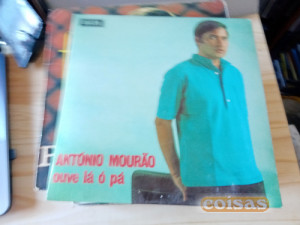 ANTÓNIO MOURÃO
ouve lá ó pá
coisas